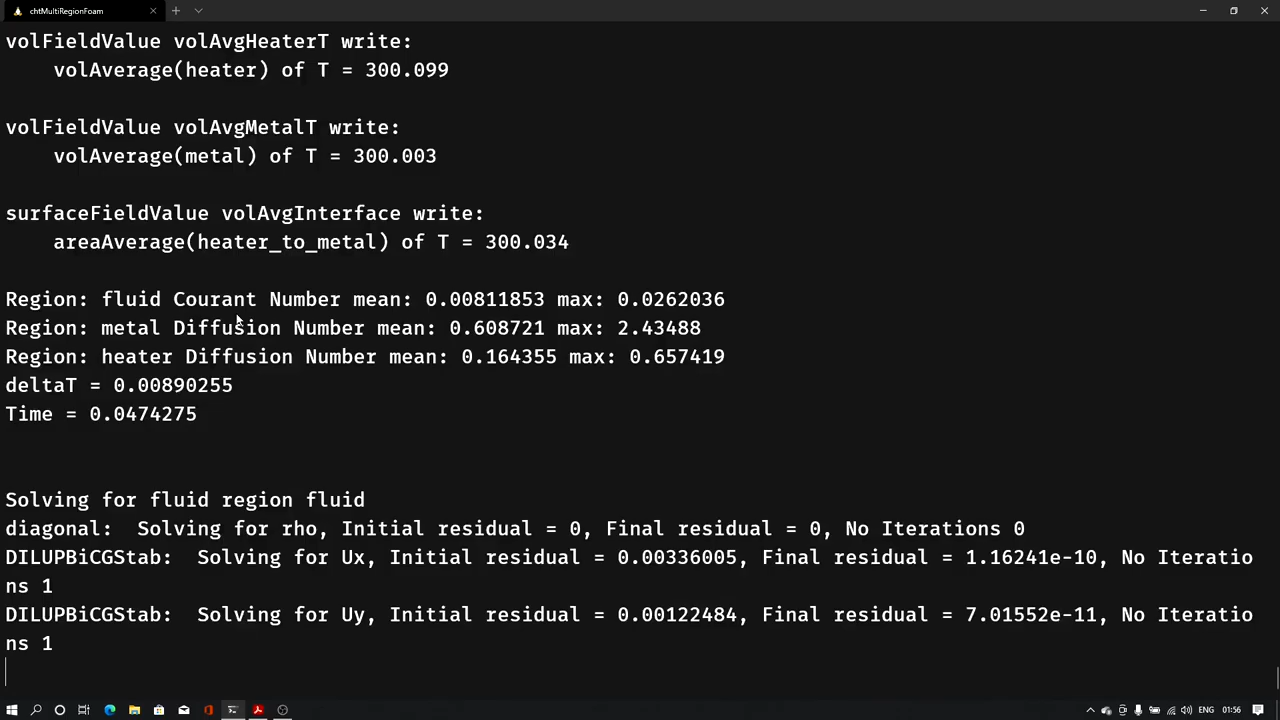 chtMultiRegionFoam
volFieldValue volAvgHeaterT write:
volAverage(heater) of T = 300.099
volFieldValue volAvgMetalT write:
volAverage(metal) of T = 300.003
surfaceFieldValue volAvgInterface write:
areaAverage(heater_to_metal) of T = 300.034
Region: fluid Courant Number mean: 0.00811853 max: 0.0262036
Region: metal Diffusion Number mean: 0.608721 max: 2.43488
Region: heater Diffusion Number mean: 0.164355 max: 0.657419
deltaT = 0.00890255
Time = 0.0474275
Solving for fluid region fluid
diagonal:  Solving for rho, Initial residual = 0, Final residual = 0, No Iterations 0
DILUPBiCGStab:  Solving for Ux, Initial residual = 0.00336005, Final residual = 1.16241e-10, No Iteratio
ns 1
DILUPBiCGStab:  Solving for Uy, Initial residual = 0.00122484, Final residual = 7.01552e-11, No Iteratio
ns 1
ENG 01:56